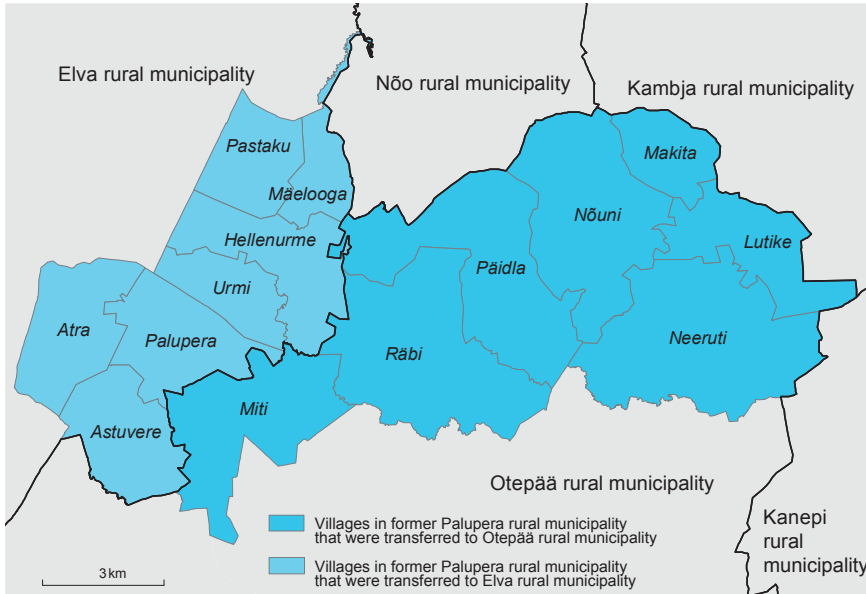 Elva rural municipality
Nõo rural municipality
Kambja rural municipality
Pastaku
Makita
Mäelooga
Nõuni
Hellenurme
Lutike
Päidla
Urmi
Atra
Palupera
Neeruti
Räbi
Miti
Astuvere
Otepää rural municipality
Villages in former Palupera rural municipality
that were transferred to Otepää rural municipality
Kanepi
rural
municipality
Villages in former Palupera rural municipality
that were transferred to Elva rural municipality
3 km